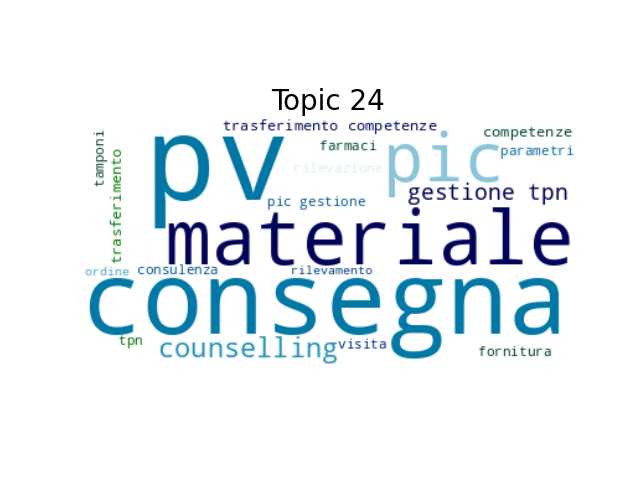 Topic 24
trasferimento competenze
pv
pic
competenze
tamponi
farmaci
parametri
trasferimento
rilevazione
gestione tpn
pic gestione
materiale
ordine
consulenza
rilevamento
consegna
tpn
counselling
visita
fornitura